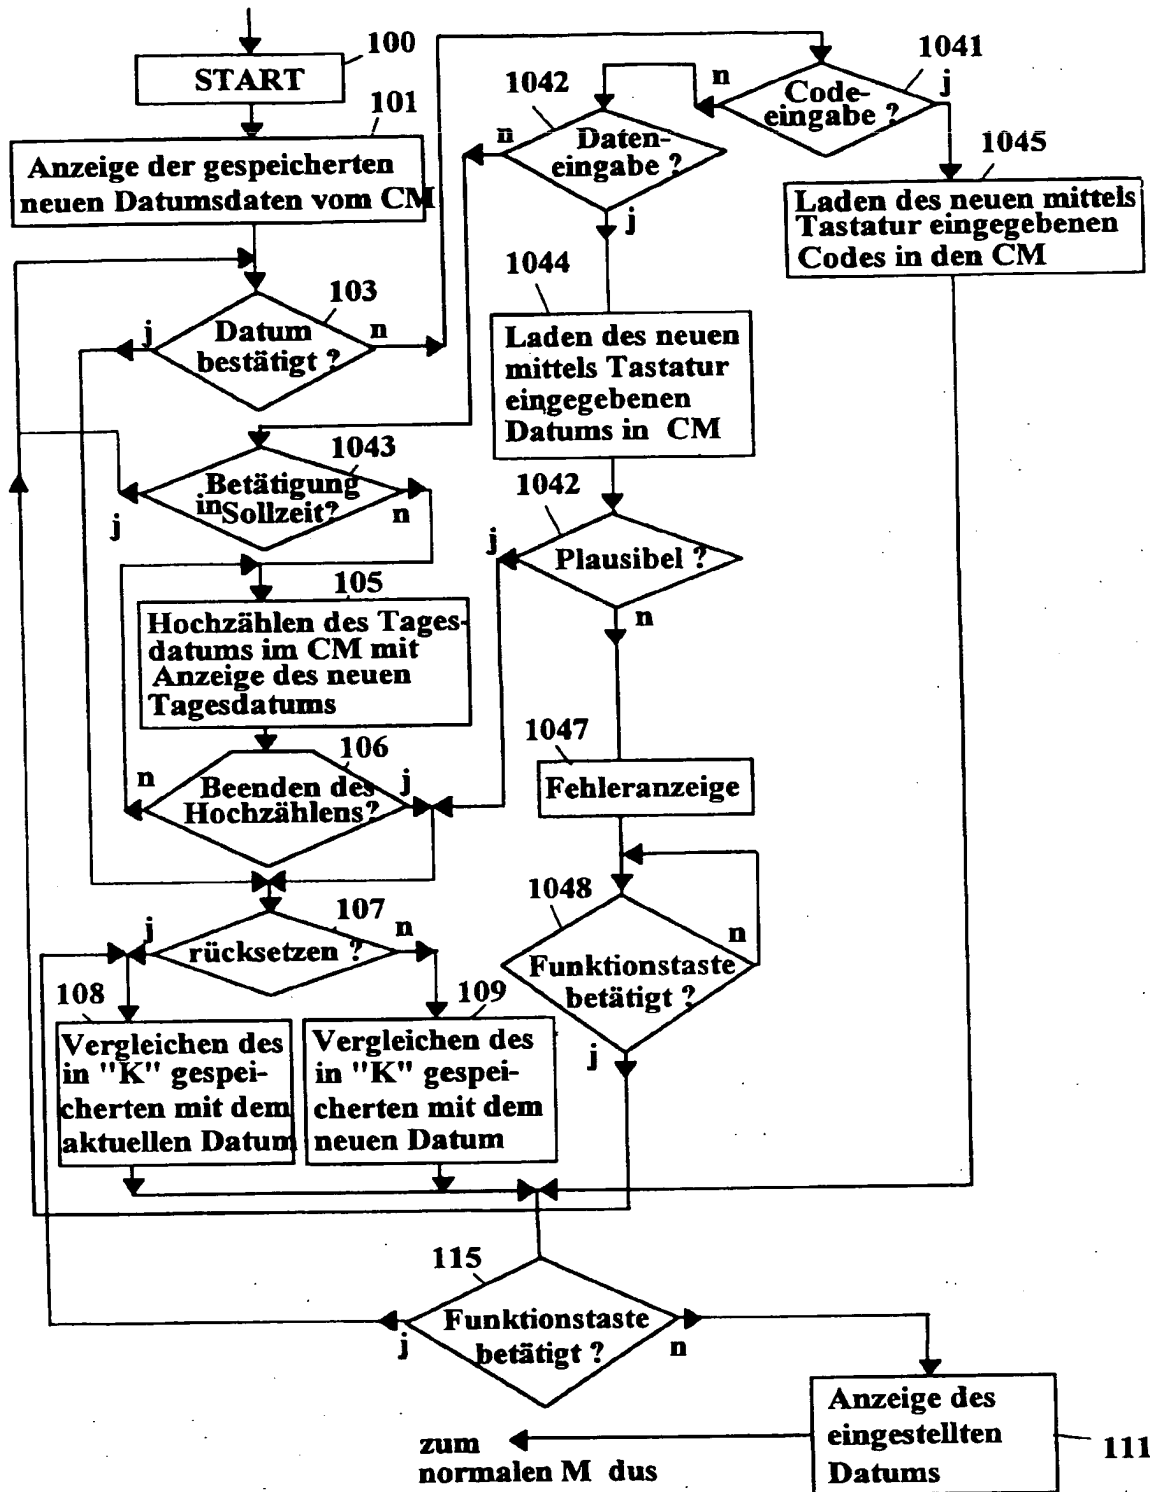 100
START
101
Anzeige der gespeicherten
neuen Datumsdaten vom CM
103
j
n
Datum
bestätigt ?
1041
n
j
Code-
eingabe ?
1042
n
Daten-
eingabe ?
j
1045
Laden des neuen mittels
Tastatur eingegebenen
Codes in den CM
1044
Laden des neuen
mittels Tastatur
eingegebenen
Datums in CM
1043
Betätigung
in Sollzeit?
j
n
1042
j
Plausibel ?
n
105
Hochzählen des Tages-
datums im CM mit
Anzeige des neuen
Tagesdatums
106
n
j
Beenden des
Hochzählens?
1047
Fehleranzeige
1048
n
Funktionstaste
betätigt ?
j
107
j
n
rücksetzen ?
108
Vergleichen des
in "K" gespei-
cherten mit dem
aktuellen Datum
109
Vergleichen des
in "K" gespei-
cherten mit dem
neuen Datum
115
Funktionstaste
betätigt ?
j
n
Anzeige des
eingestellten
Datums
111
zum
normalen M dus